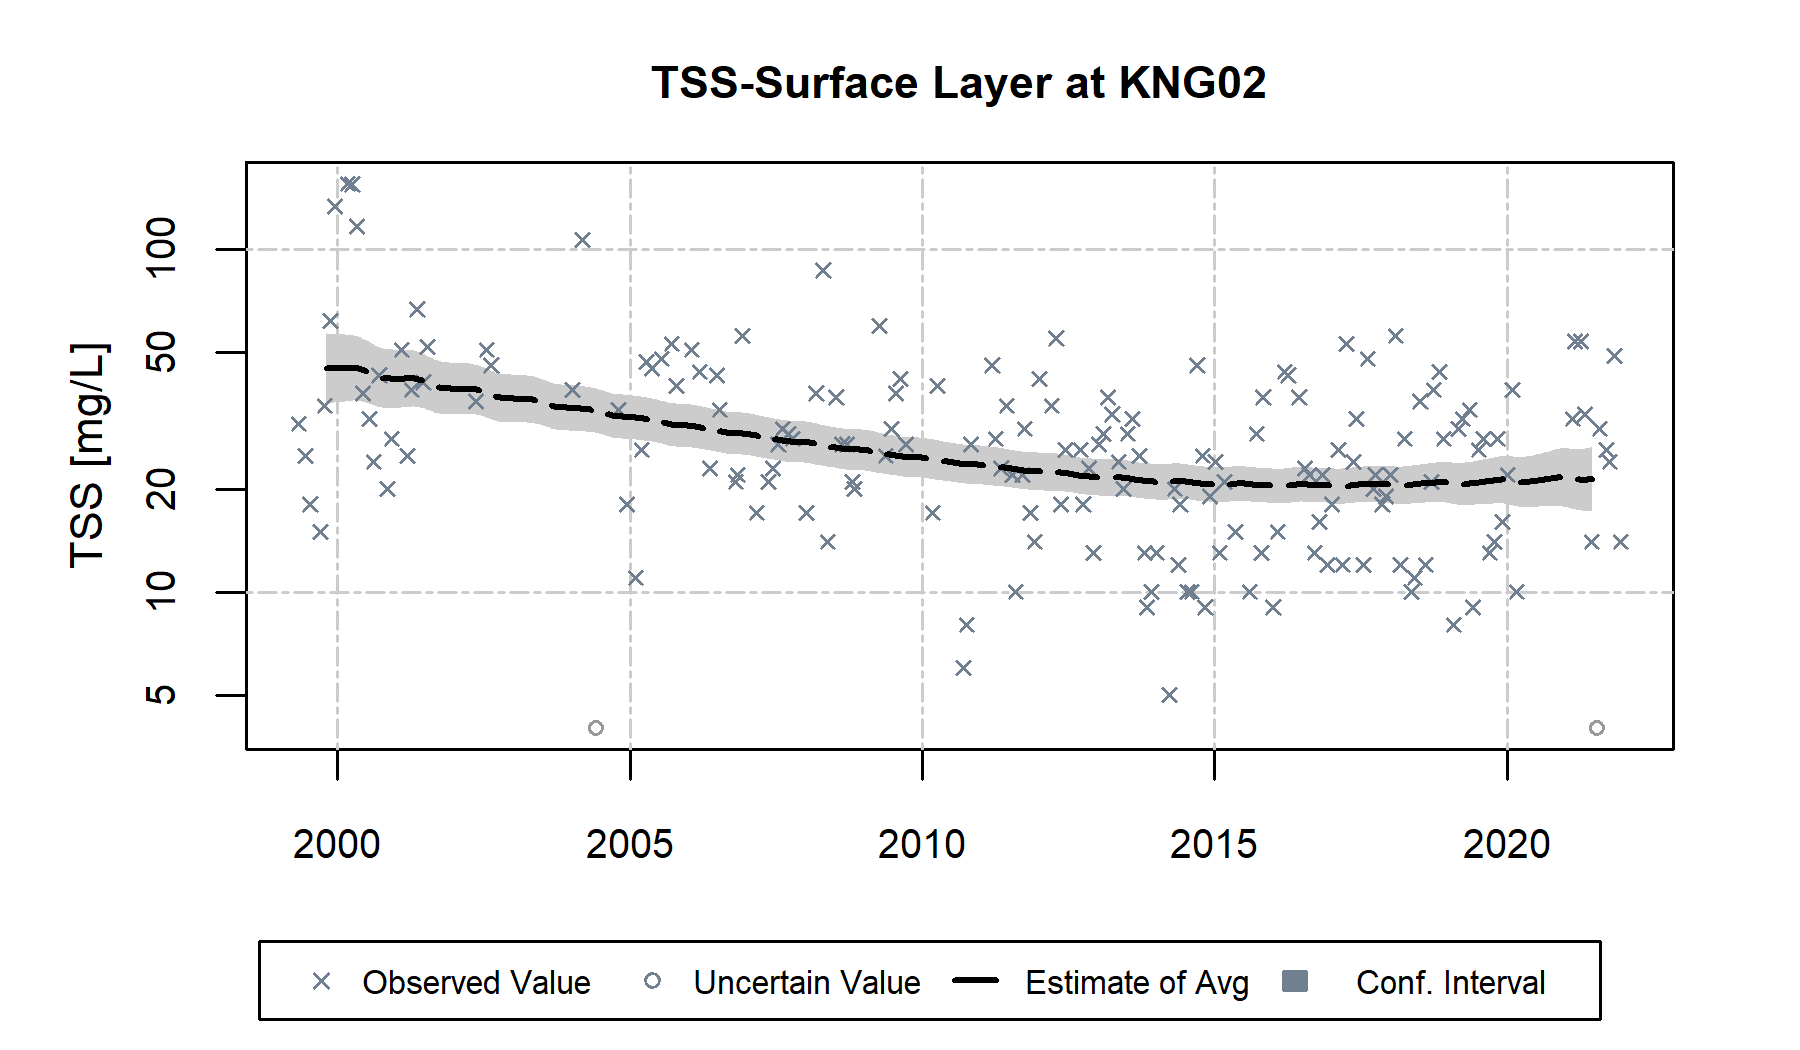 TSS-Surface Layer at KNG02
TSS [mg/L]
100
50
20
10
5
2000 2005 2010 2015 2020
Observed Value Uncertain Value Estimate of Avg Conf. Interval